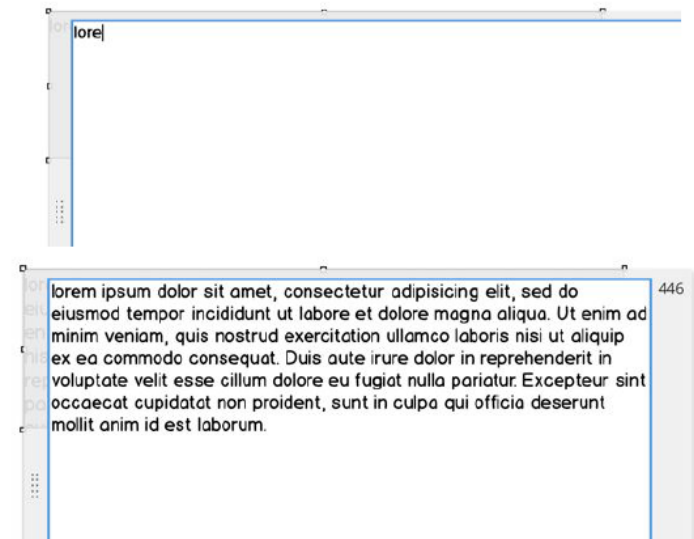 lor
lore
446
lorem ipsum dolor sit amet, consectetur adipisicing elit, sed do
eiusmod tempor incididunt ut labore et dolore magna aliqua. Ut enim ad
minim veniam, quis nostrud exercitation ullamco laboris nisi ut aliquip
ex ea commodo consequat. Duis aute irure dolor in reprehenderit in
voluptate velit esse cillum dolore eu fugiat nulla pariatur. Excepteur sint
occaecat cupidatat non proident, sunt in culpa qui officia deserunt
mollit anim id est laborum.